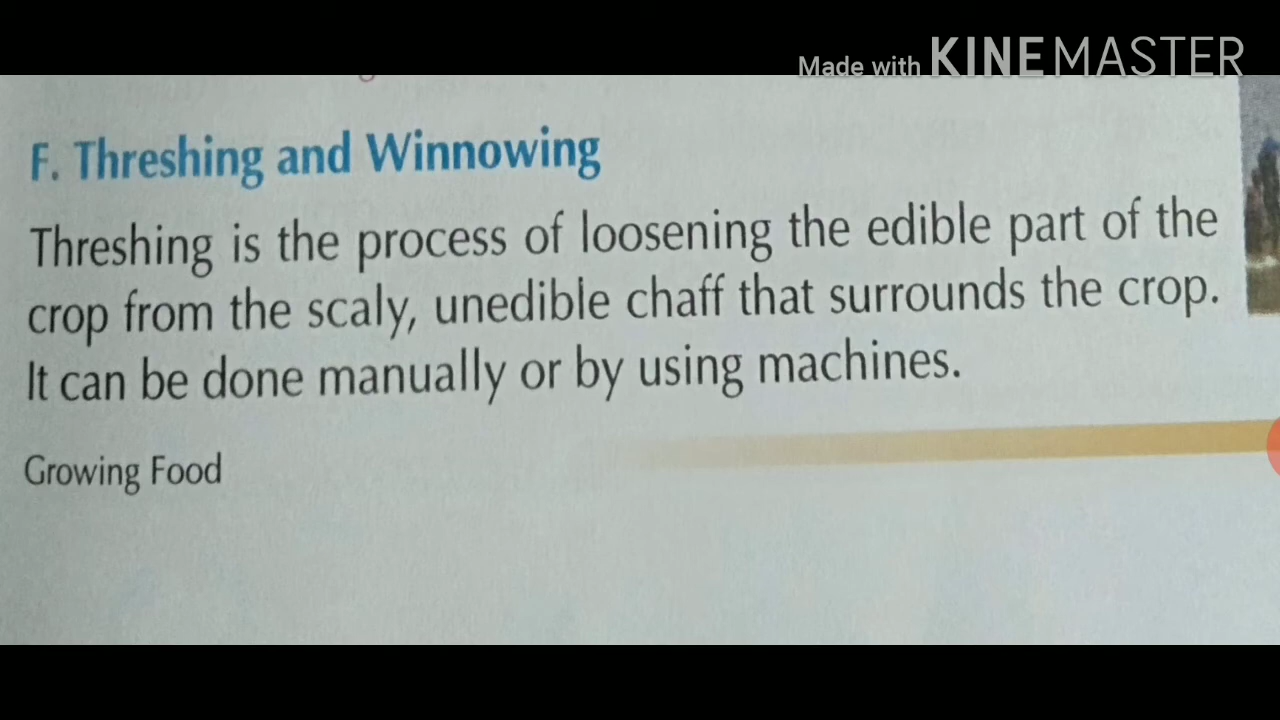 Made with KINEMASTER
F. Threshing and Winnowing
Threshing is the process of loosening the edible part of the
crop from the scaly, unedible chaff that surrounds the crop.
It can be done manually or by using machines.
Growing Food